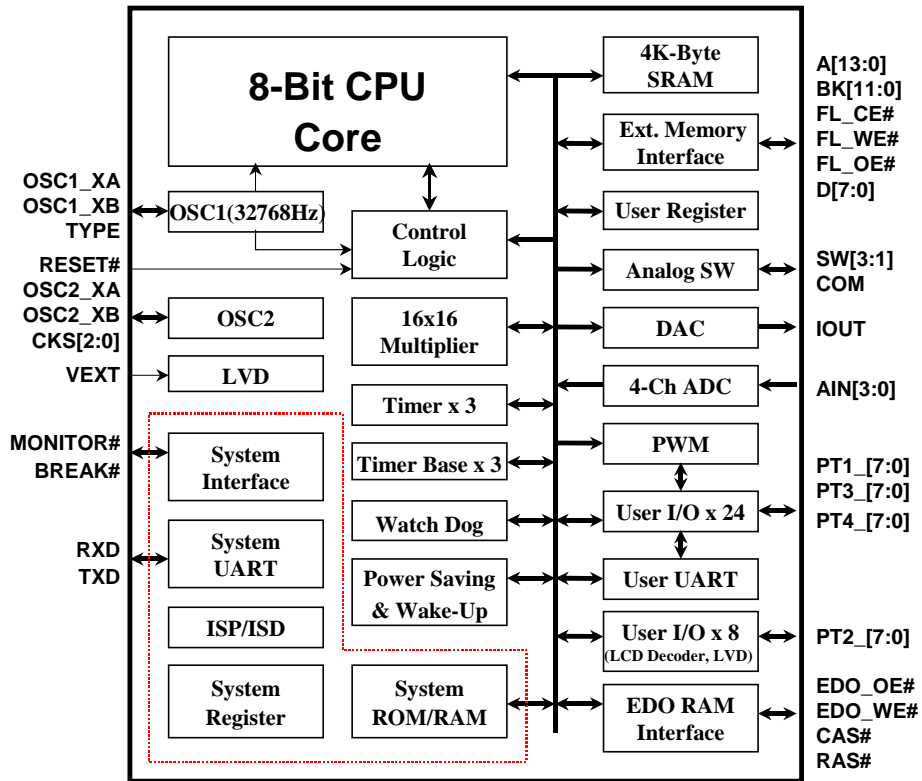 8-Bit CPU
Core
OSC1_XA
OSC1_XB
TYPE
OSC1(32768Hz)
RESET#
OSC2_XA
OSC2_XB
CKS[2:0]
OSC2
VEXT
LVD
MONITOR#
BREAK#
System
Interface
RXD
TXD
System
UART
ISP/ISD
System
Register
Control
Logic
16x16
Multiplier
Timer x 3
Timer Base x 3
Watch Dog
Power Saving
& Wake-Up
System
ROM/RAM
4K-Byte
SRAM
Ext. Memory
Interface
User Register
Analog SW
DAC
4-Ch ADC
PWM
User I/O x 24
User UART
User I/O x 8
(LCD Decoder, LVD)
EDO RAM
Interface
A[13:0]
BK[11:0]
FL_CE#
FL_WE#
FL_OE#
D[7:0]
SW[3:1]
COM
IOUT
AIN[3:0]
PT1_[7:0]
PT3_[7:0]
PT4_[7:0]
PT2_[7:0]
EDO_OE#
EDO_WE#
CAS#
RAS#